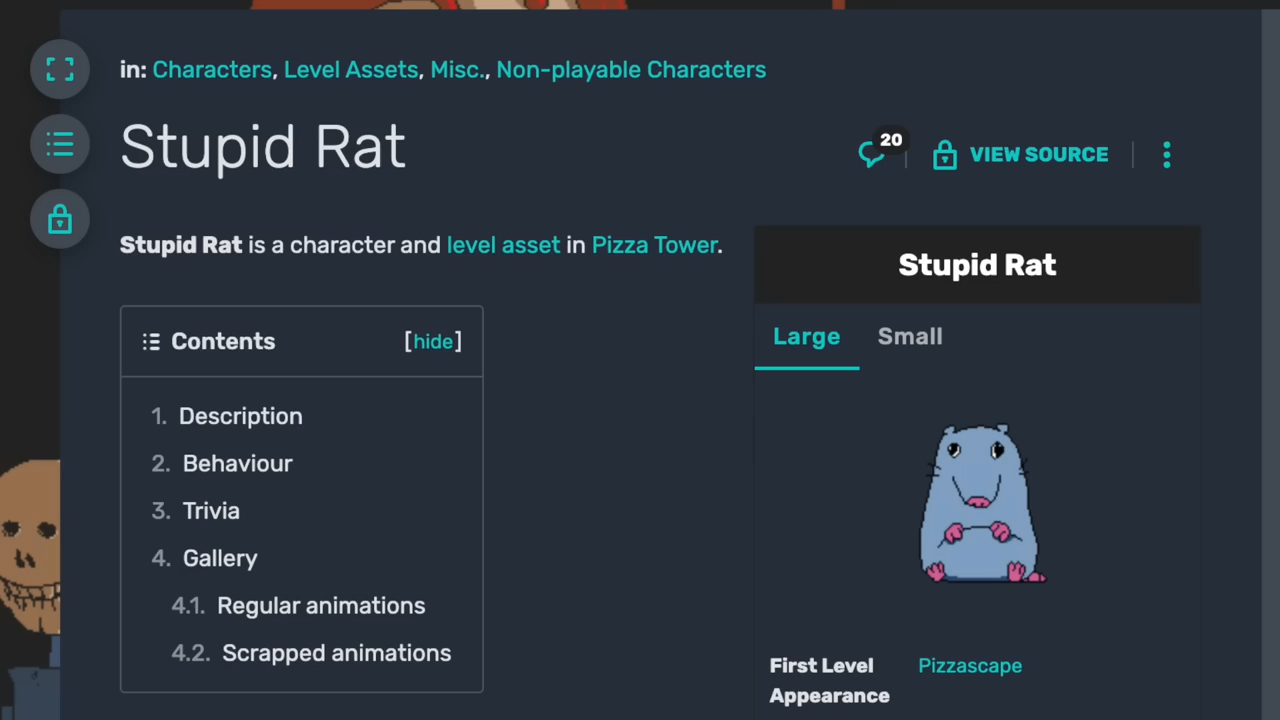 in: Characters, Level Assets, Misc., Non-playable Characters
Stupid Rat
20
VIEW SOURCE
Stupid Rat is a character and level asset in Pizza Tower.
Contents [hide]
1. Description
2. Behaviour
3. Trivia
4. Gallery
4.1. Regular animations
4.2. Scrapped animations
Stupid Rat
Large Small
First Level Pizzascape
Appearance